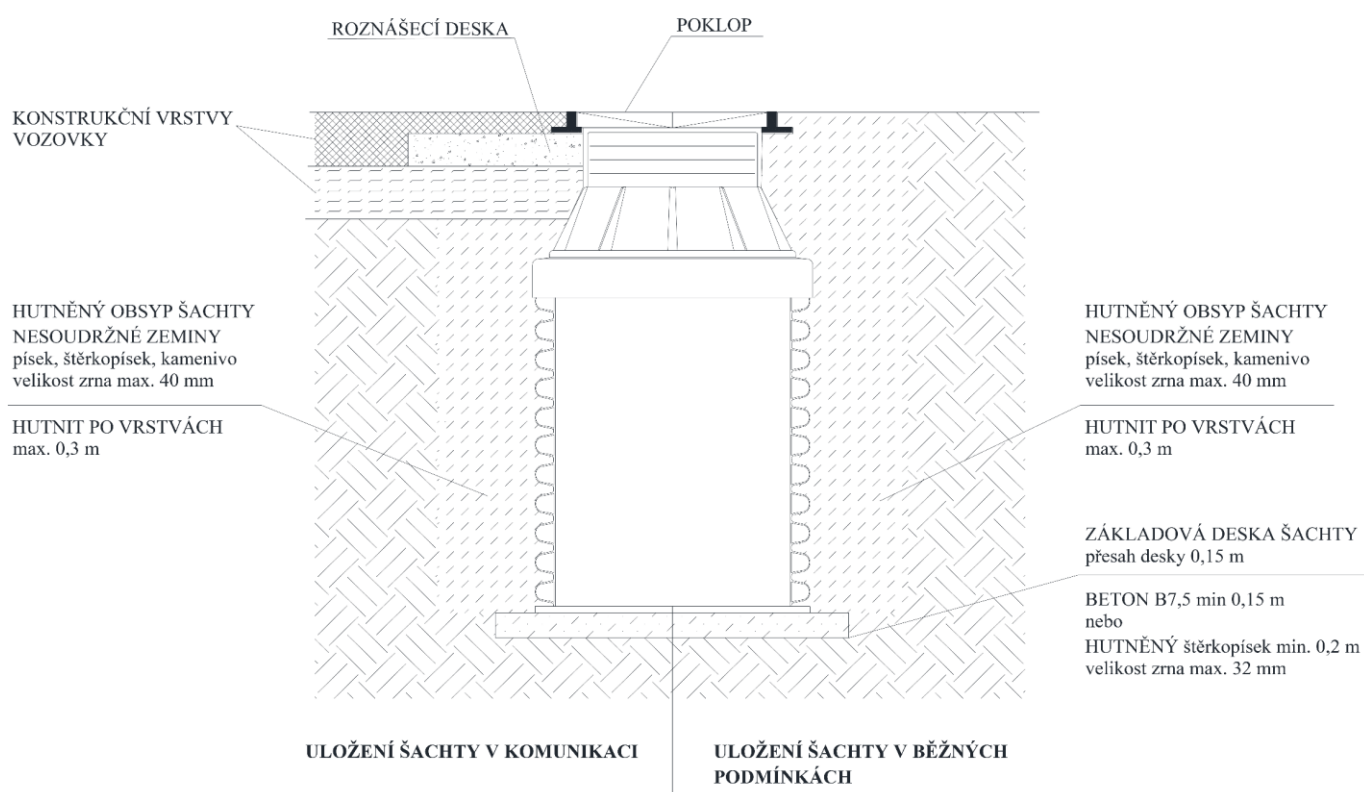 ROZNÁŠECÍ DESKA
POKLOP
KONSTRUKČNÍ VRSTVY
VOZOVKY
HUTNĚNÝ OBSYP ŠACHTY
NESOUDRŽNÉ ZEMINY
písek, štěrkopísek, kamenivo
velikost zrna max. 40 mm
HUTNIT PO VRSTVÁCH
max. 0,3 m
HUTNĚNÝ OBSYP ŠACHTY
NESOUDRŽNÉ ZEMINY
písek, štěrkopísek, kamenivo
velikost zrna max. 40 mm
HUTNIT PO VRSTVÁCH
max. 0,3 m
ZÁKLADOVÁ DESKA ŠACHTY
přesah desky 0,15 m
BETON B7,5 min 0,15 m
nebo
HUTNĚNÝ štěrkopísek min. 0,2 m
velikost zrna max. 32 mm
ULOŽENÍ ŠACHTY V KOMUNIKACI
ULOŽENÍ ŠACHTY V BĚŽNÝCH
PODMÍNKÁCH